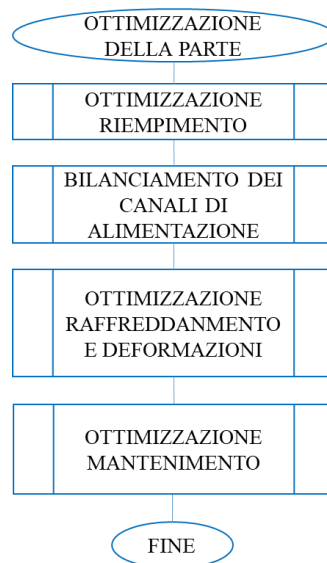 OTTIMIZZAZIONE
DELLA PARTE
OTTIMIZZAZIONE
RIEMPIMENTO
BILANCIAMENTO DEI
CANALI DI
ALIMENTAZIONE
OTTIMIZZAZIONE
RAFFREDDANMENTO
E DEFORMAZIONI
OTTIMIZZAZIONE
MANTENIMENTO
FINE